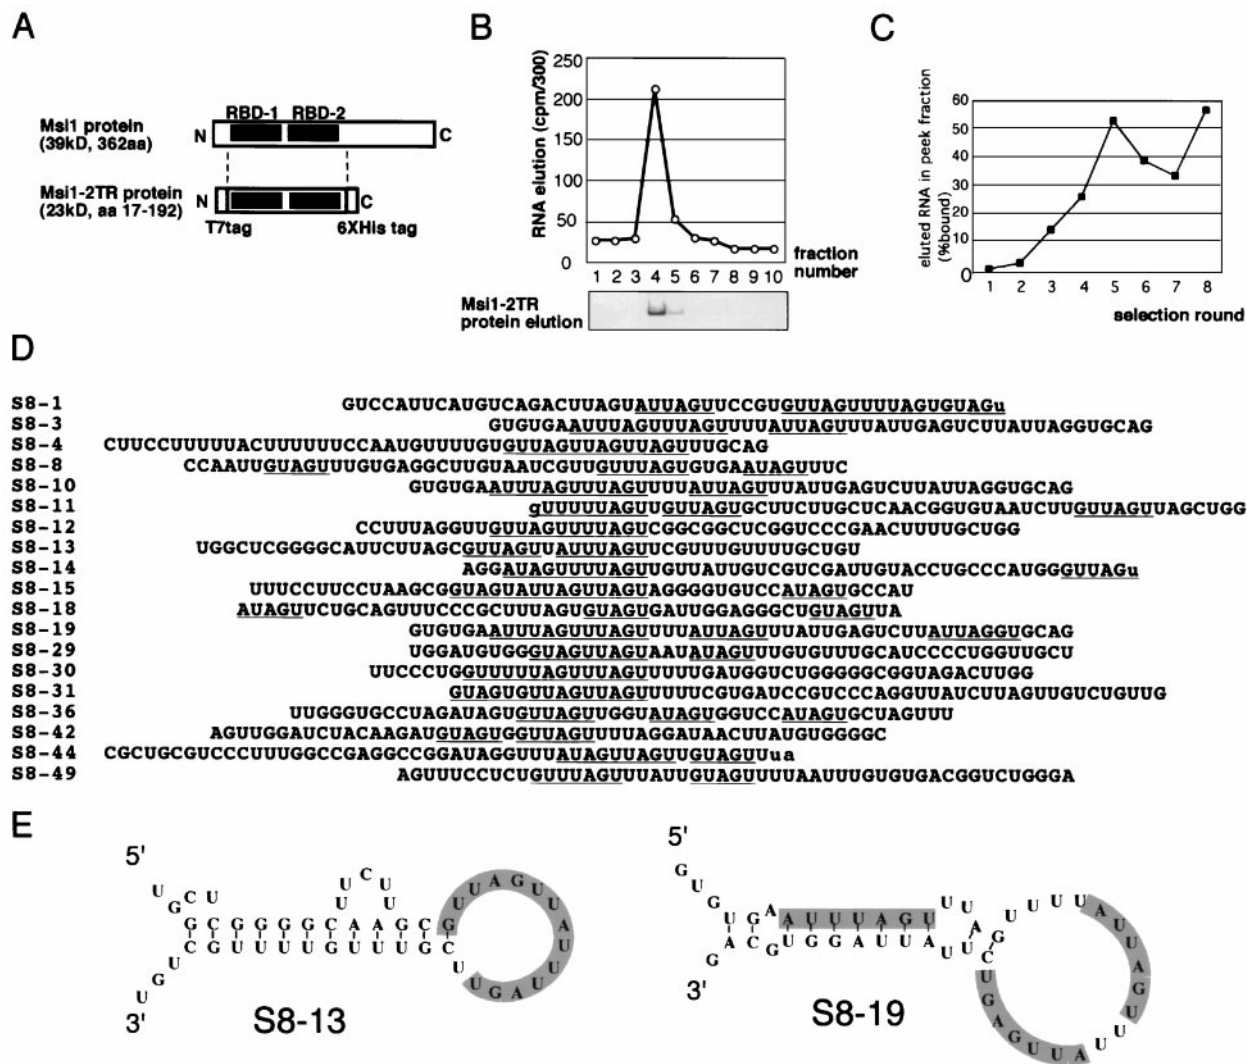 A
RBD-1 RBD-2
Msi1 protein
(39kD, 362aa)
N
C
Msi1-2TR protein
(23kD, aa 17-192)
N
C
T7tag
6XHis tag
B
RNA elution (cpm/300)
250
200
150
100
50
0
1 2 3 4 5 6 7 8 9 10
fraction
number
Msi1-2TR
protein elution
C
eluted RNA in peek fraction
(%bound)
60
50
40
30
20
10
0
1 2 3 4 5 6 7 8
selection round
D
S8-1 GUCCAUUCAUGUCAGACUUAGUAUUAGUUCCGUGUUAGUUUUAGUGUAGu
S8-3 GUGUGAAUUUAGUUUAGUUUUAUUAGUUUAUUGAGUCUUAUUAGGUGCAG
S8-4 CUUCCUUUUUACUUUUUUCCAAUGUUUUGUGUUAGUUAGUUAGUUUGCAG
S8-8 CCAAUUGUAGUUUGUGAGGCUUGUAAUCGUUGUUUAGUGUGAAUAGUUUC
S8-10 GUGUGAAUUUAGUUUAGUUUUAUUAGUUUAUUGAGUCUUAUUAGGUGCAG
S8-11 gUUUUUAGUUGUUAGUGCUUCUUGCUCAACGGUGUAAUCUUGUUAGUUAGCUGG
S8-12 CCUUUAGGUUGUUAGUUUUAGUCGGCGGCUCGGUCCCGAACUUUUGCUGG
S8-13 UGGCUCGGGGCAUUCUUAGCGUUAGUUAUUUAGUUCGUUUGUUUUGCUGU
S8-14 AGGAUAGUUUUAGUUGUUAUUGUCGUCGAUUGUACCUGCCCAUGGGUUAGu
S8-15 UUUCCUUCCUAAGCGGUAGUAUUAGUUAGUAGGGGUGUCCAUAGUGCCAU
S8-18 AUAGUUCUGCAGUUUCCCGCUUUAGUGUAGUGAUUGGAGGGCUGUAGUUA
S8-19 GUGUGAAUUUAGUUUAGUUUUAUUAGUUUAUUGAGUCUUAUUAGGUGCAG
S8-29 UGGAUGUGGGUAGUUAGUAAUAUAGUUUGUGUUUGCAUCCCCUGGUUGCU
S8-30 UUCCCUGGUUUUUAGUUUAGUUUUUGAUGGUCUGGGGGCGGUAGACUUGG
S8-31 GUAGUGUUAGUUAGUUUUUCGUGAUCCGUCCCAGGUUAUCUUAGUUGUCUGUUG
S8-36 UUGGGUGCCUAGAUAGUGUUAGUUGGUAUAGUGGUCCAUAGUGCUAGUUU
S8-42 AGUUGGAUCUACAAGAUGUAGUGGUUAGUUUUAGGAUAACUUAUGUGGGGC
S8-44 CGCUGCGUCCCUUUGGCCGAGGCCGGAUAGGUUUAUAGUUAGUUGUAGUUua
S8-49 AGUUUCCUCUGUUUAGUUUAUUGUAGUUUUAAUUUGUGUGACGGUCUGGGA
E
5'
3'
S8-13
5'
3'
S8-19